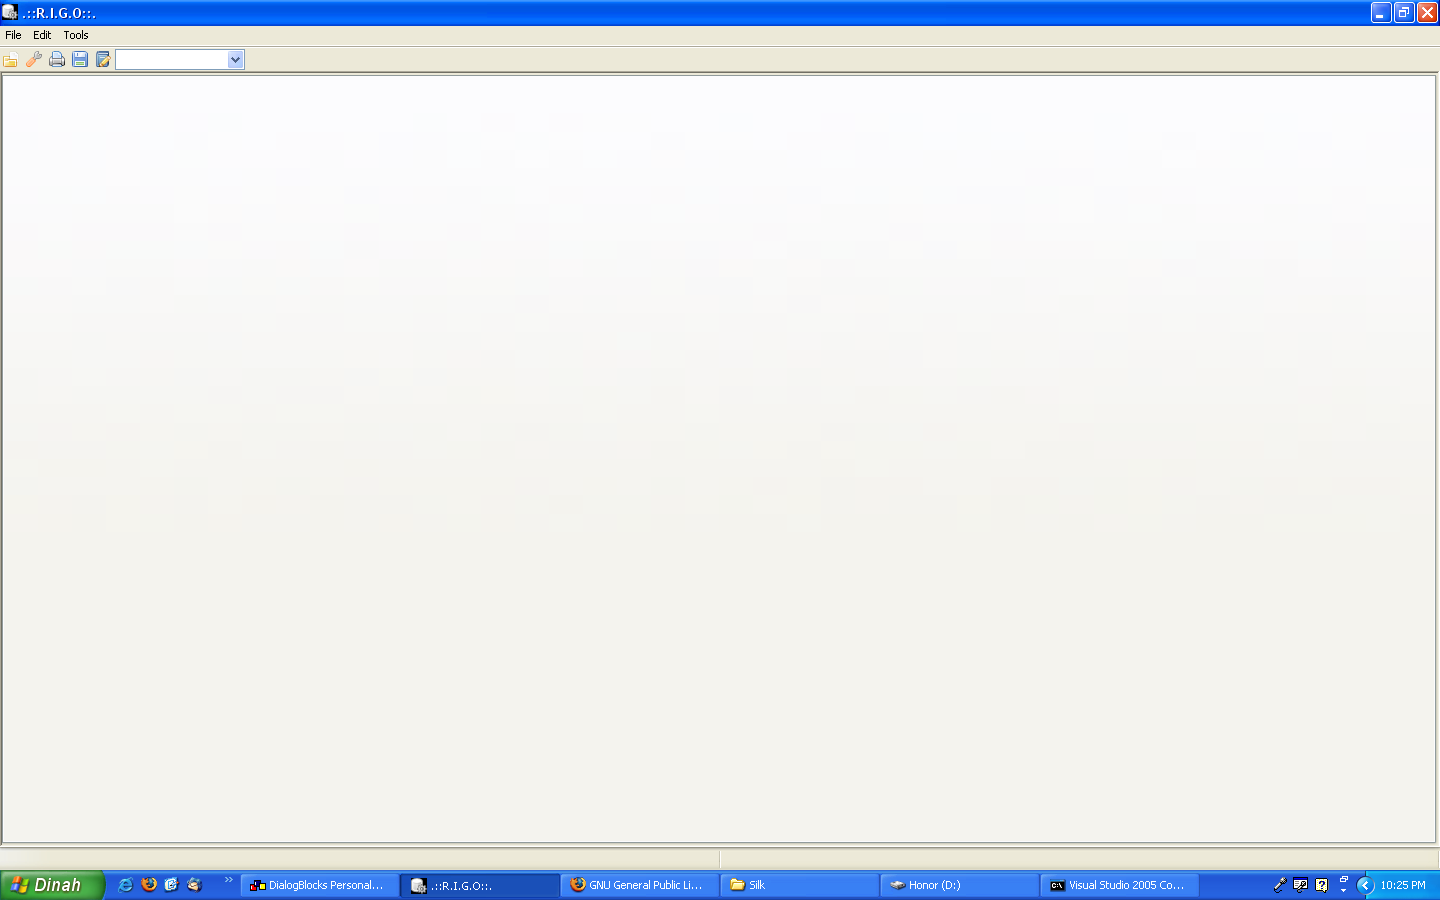 .::R.I.G.O::.
File Edit Tools
Dinah
DialogBlocks Personal...
.::R.I.G.O::.
GNU General Public Li...
Silk
Honor (D:)
Visual Studio 2005 Co...
10:25 PM